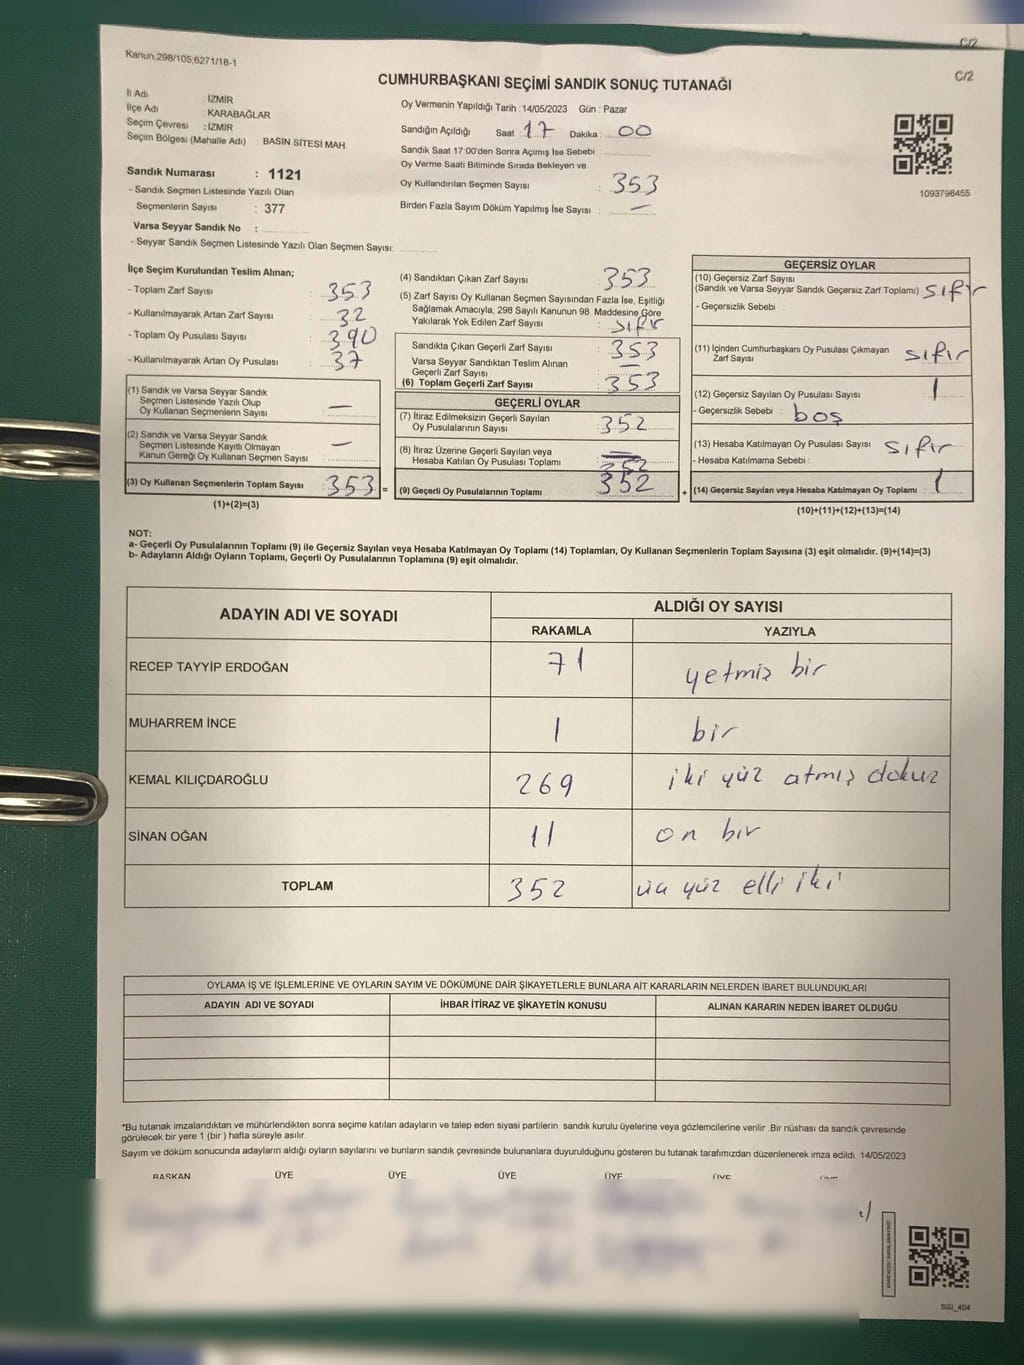 C/2
Kanun.298/105;6271/18-1
C/2
CUMHURBAŞKANI SEÇİMİ SANDIK SONUÇ TUTANAĞI
İl Adı : İZMİR
İlçe Adı : KARABAĞLAR
Seçim Çevresi : İZMİR
Seçim Bölgesi (Mahalle Adı) : BASIN SİTESİ MAH.
Sandık Numarası : 1121
- Sandık Seçmen Listesinde Yazılı Olan
Seçmenlerin Sayısı : 377
Varsa Seyyar Sandık No :
- Seyyar Sandık Seçmen Listesinde Yazılı Olan Seçmen Sayısı:
Oy Vermenin Yapıldığı Tarih : 14/05/2023 Gün : Pazar
Sandığın Açıldığı Saat : 17 Dakika : 00
Sandık Saat 17:00'den Sonra Açımış İse Sebebi
Oy Verme Saati Bitiminde Sırada Bekleyen ve
Oy Kullandırılan Seçmen Sayısı : 353
Birden Fazla Sayım Döküm Yapılmış İse Sayısı : —
1093798455
İlçe Seçim Kurulundan Teslim Alınan;
- Toplam Zarf Sayısı : 353
- Kullanılmayarak Artan Zarf Sayısı : 32
- Toplam Oy Pusulası Sayısı : 390
- Kullanılmayarak Artan Oy Pusulası : 37
(1) Sandık ve Varsa Seyyar Sandık
Seçmen Listesinde Yazılı Olup
Oy Kullanan Seçmenlerin Sayısı : —
(2) Sandık ve Varsa Seyyar Sandık
Seçmen Listesinde Kayıtlı Olmayan
Kanun Gereği Oy Kullanan Seçmen Sayısı : —
(3) Oy Kullanan Seçmenlerin Toplam Sayısı : 353 =
(1)+(2)=(3)
(4) Sandıktan Çıkan Zarf Sayısı : 353
(5) Zarf Sayısı Oy Kullanan Seçmen Sayısından Fazla İse, Eşitliği
Sağlamak Amacıyla, 298 Sayılı Kanunun 98. Maddesine Göre
Yakılarak Yok Edilen Zarf Sayısı : sıfır
Sandıkta Çıkan Geçerli Zarf Sayısı : 353
Varsa Seyyar Sandıktan Teslim Alınan
Geçerli Zarf Sayısı : —
(6) Toplam Geçerli Zarf Sayısı : 353
GEÇERLİ OYLAR
(7) İtiraz Edilmeksizin Geçerli Sayılan
Oy Pusulalarının Sayısı : 352
(8) İtiraz Üzerine Geçerli Sayılan veya
Hesaba Katılan Oy Pusulası Toplamı : 352
(9) Geçerli Oy Pusulalarının Toplamı : 352 +
GEÇERSİZ OYLAR
(10) Geçersiz Zarf Sayısı
(Sandık ve Varsa Seyyar Sandık Geçersiz Zarf Toplamı) : sıfır
- Geçersizlik Sebebi :
(11) İçinden Cumhurbaşkanı Oy Pusulası Çıkmayan
Zarf Sayısı : sıfır
(12) Geçersiz Sayılan Oy Pusulası Sayısı : 1
- Geçersizlik Sebebi : boş
(13) Hesaba Katılmayan Oy Pusulası Sayısı : sıfır
- Hesaba Katılmama Sebebi :
(14) Geçersiz Sayılan veya Hesaba Katılmayan Oy Toplamı : 1
(10)+(11)+(12)+(13)=(14)
NOT:
a- Geçerli Oy Pusulalarının Toplamı (9) ile Geçersiz Sayılan veya Hesaba Katılmayan Oy Toplamı (14) Toplamları, Oy Kullanan Seçmenlerin Toplam Sayısına (3) eşit olmalıdır. (9)+(14)=(3)
b- Adayların Aldığı Oyların Toplamı, Geçerli Oy Pusulalarının Toplamına (9) eşit olmalıdır.
ADAYIN ADI VE SOYADI ALDIĞI OY SAYISI
RAKAMLA YAZIYLA
RECEP TAYYİP ERDOĞAN 71 yetmiş bir
MUHARREM İNCE 1 bir
KEMAL KILIÇDAROĞLU 269 iki yüz atmış dokuz
SİNAN OĞAN 11 on bir
TOPLAM 352 üç yüz elli iki
OYLAMA İŞ VE İŞLEMLERİNE VE OYLARIN SAYIM VE DÖKÜMÜNE DAİR ŞİKAYETLERLE BUNLARA AİT KARARLARIN NELERDEN İBARET BULUNDUKLARI
ADAYIN ADI VE SOYADI İHBAR İTİRAZ VE ŞİKAYETİN KONUSU ALINAN KARARIN NEDEN İBARET OLDUĞU
*Bu tutanak imzalandıktan ve mühürlendikten sonra seçime katılan adayların ve talep eden siyasi partilerin sandık kurulu üyelerine veya gözlemcilerine verilir .Bir nüshası da sandık çevresinde
görülecek bir yere 1 (bir ) hafta süreyle asılır.
Sayım ve döküm sonucunda adayların aldığı oyların sayılarını ve bunların sandık çevresinde bulunanlara duyurulduğunu gösteren bu tutanak tarafımızdan düzenlenerek imza edildi. 14/05/2023
BAŞKAN ÜYE ÜYE ÜYE ÜYE ÜYE ÜYE
SSI_404